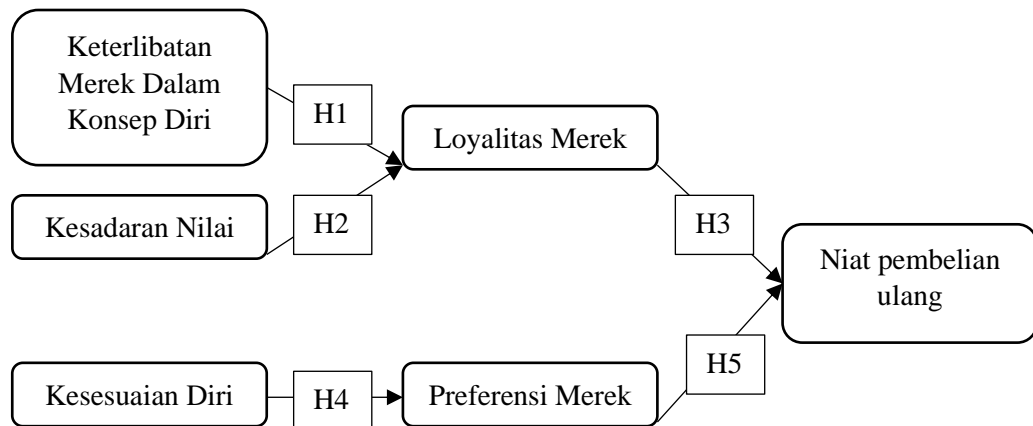 Keterlibatan
Merek Dalam
Konsep Diri
H1
Loyalitas Merek
Kesadaran Nilai
H2
H3
Niat pembelian
ulang
Kesesuaian Diri
H4
Preferensi Merek
H5